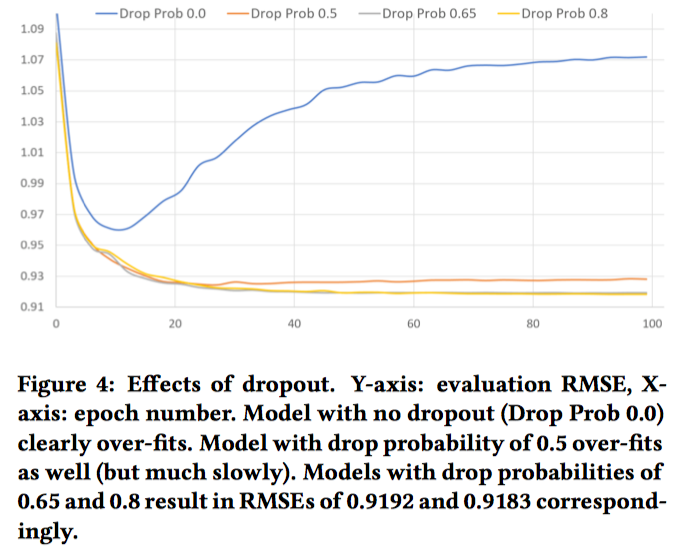 Drop Prob 0.0 Drop Prob 0.5 Drop Prob 0.65 Drop Prob 0.8
1.09
1.07
1.05
1.03
1.01
0.99
0.97
0.95
0.93
0.91
0 20 40 60 80 100
Figure 4: Effects of dropout. Y-axis: evaluation RMSE, X-
axis: epoch number. Model with no dropout (Drop Prob 0.0)
clearly over-fits. Model with drop probability of 0.5 over-fits
as well (but much slowly). Models with drop probabilities of
0.65 and 0.8 result in RMSEs of 0.9192 and 0.9183 correspond-
ingly.